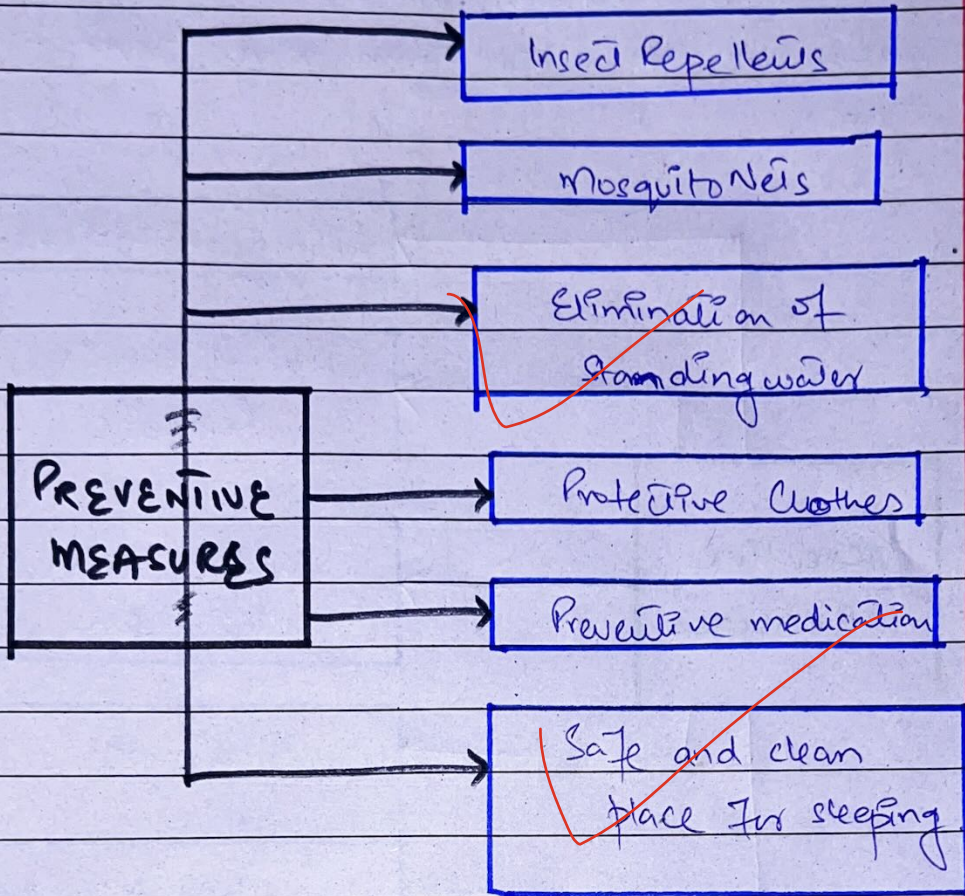 Insect Repellents
Mosquito Nets
Elimination of
Standing water
PREVENTIVE
MEASURES
Protective Clothes
Preventive medication
Safe and clean
place for sleeping